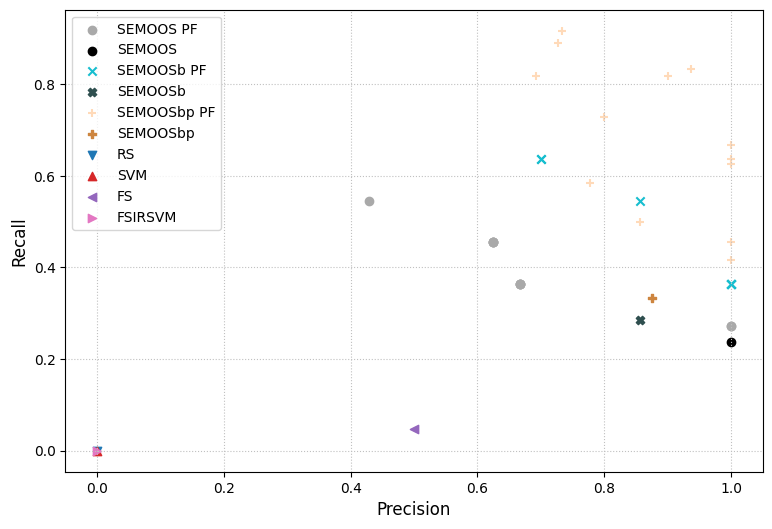 SEMOOS PF
SEMOOS
SEMOOSb PF
SEMOOSb
SEMOOSbp PF
SEMOOSbp
RS
SVM
FS
FSIRSVM
0.8
0.6
0.4
0.2
0.0
Recall
0.0 0.2 0.4 0.6 0.8 1.0
Precision